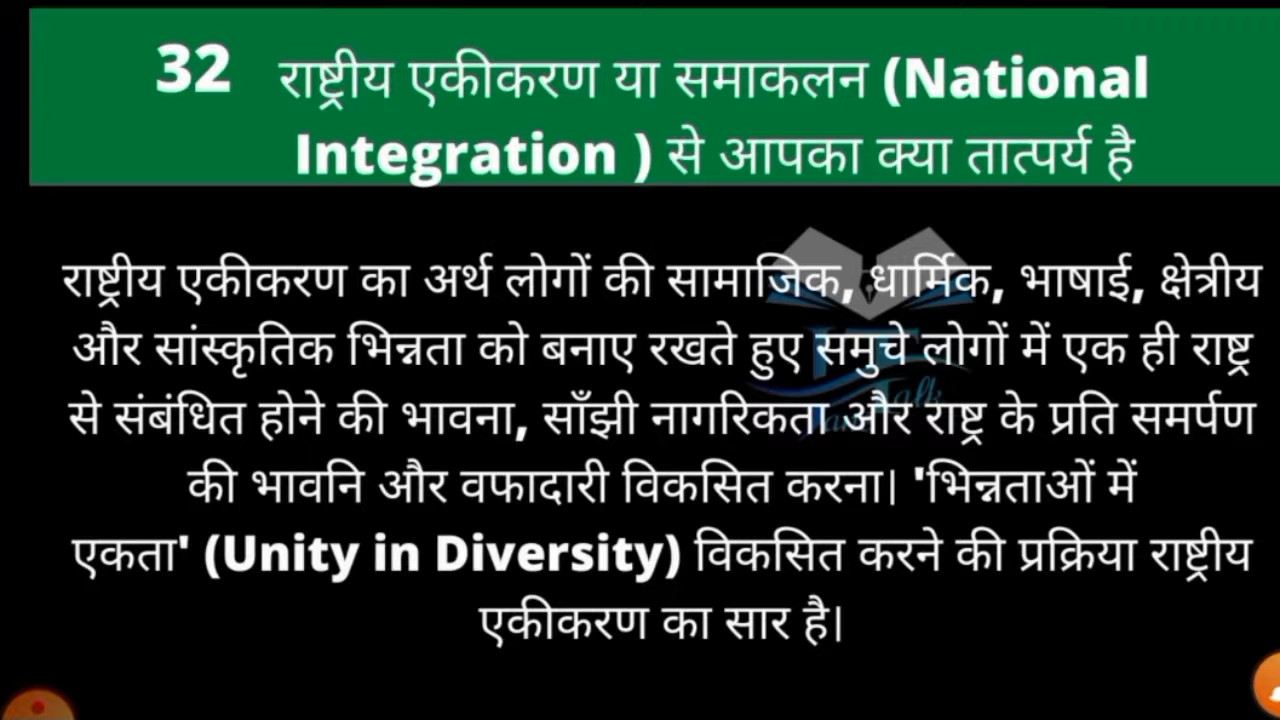 32 राष्ट्रीय एकीकरण या समाकलन (National
Integration ) से आपका क्या तात्पर्य है
राष्ट्रीय एकीकरण का अर्थ लोगों की सामाजिक, धार्मिक, भाषाई, क्षेत्रीय
और सांस्कृतिक भिन्नता को बनाए रखते हुए समुचे लोगों में एक ही राष्ट्र
से संबंधित होने की भावना, साँझी नागरिकता और राष्ट्र के प्रति समर्पण
की भावनि और वफादारी विकसित करना। 'भिन्नताओं में
एकता' (Unity in Diversity) विकसित करने की प्रक्रिया राष्ट्रीय
एकीकरण का सार है।